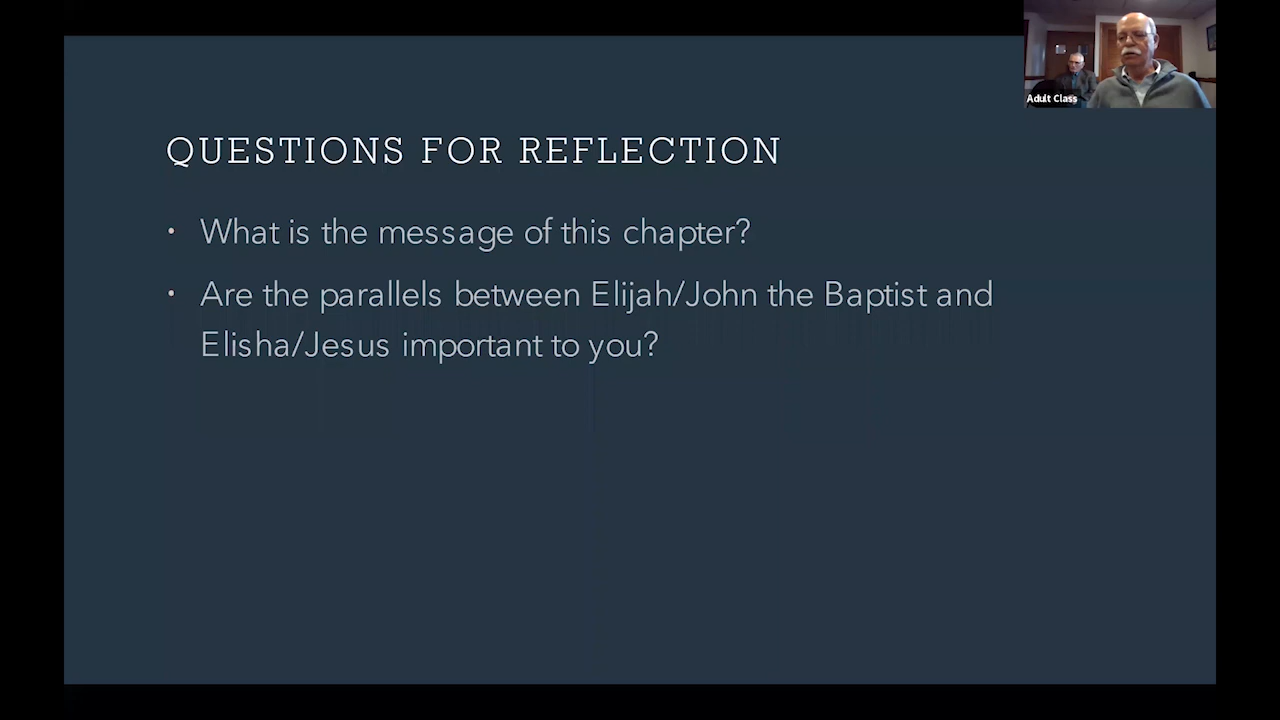 Adult Class
QUESTIONS FOR REFLECTION
• What is the message of this chapter?
• Are the parallels between Elijah/John the Baptist and
Elisha/Jesus important to you?